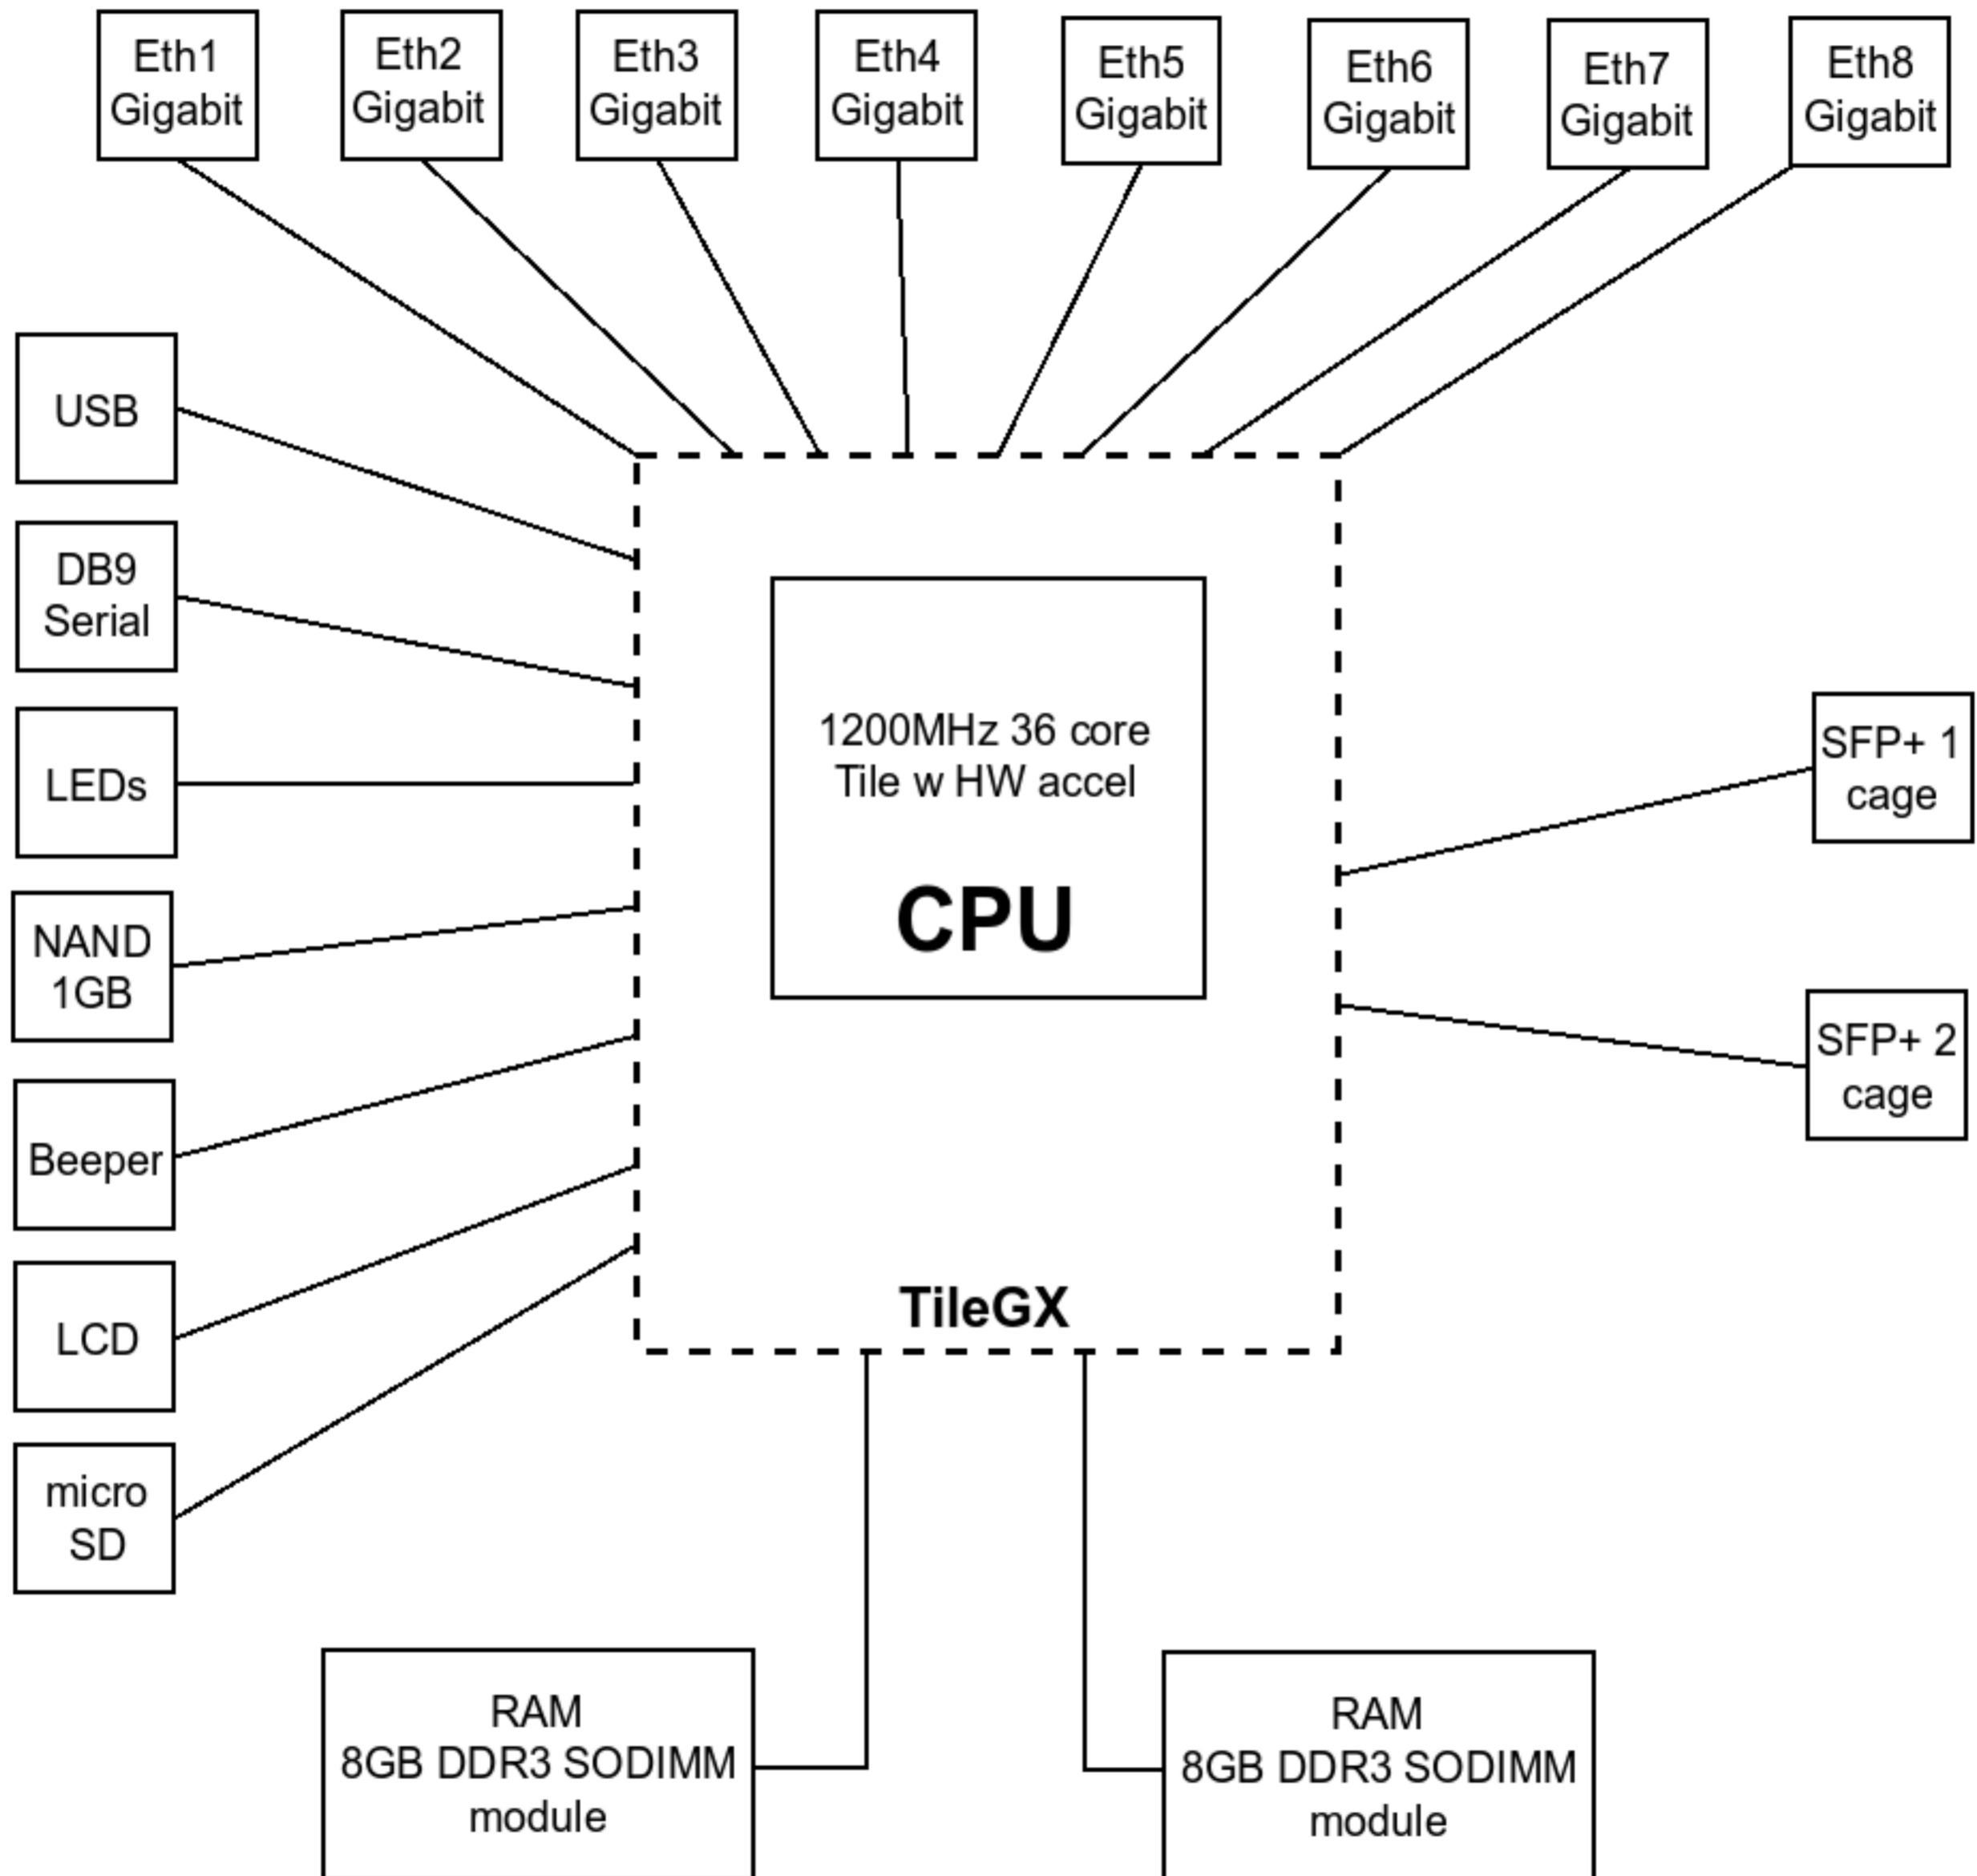 Eth1
Gigabit
Eth2
Gigabit
Eth3
Gigabit
Eth4
Gigabit
Eth5
Gigabit
Eth6
Gigabit
Eth7
Gigabit
Eth8
Gigabit
USB
DB9
Serial
LEDs
NAND
1GB
Beeper
LCD
micro
SD
1200MHz 36 core
Tile w HW accel
CPU
TileGX
SFP+ 1
cage
SFP+ 2
cage
RAM
8GB DDR3 SODIMM
module
RAM
8GB DDR3 SODIMM
module